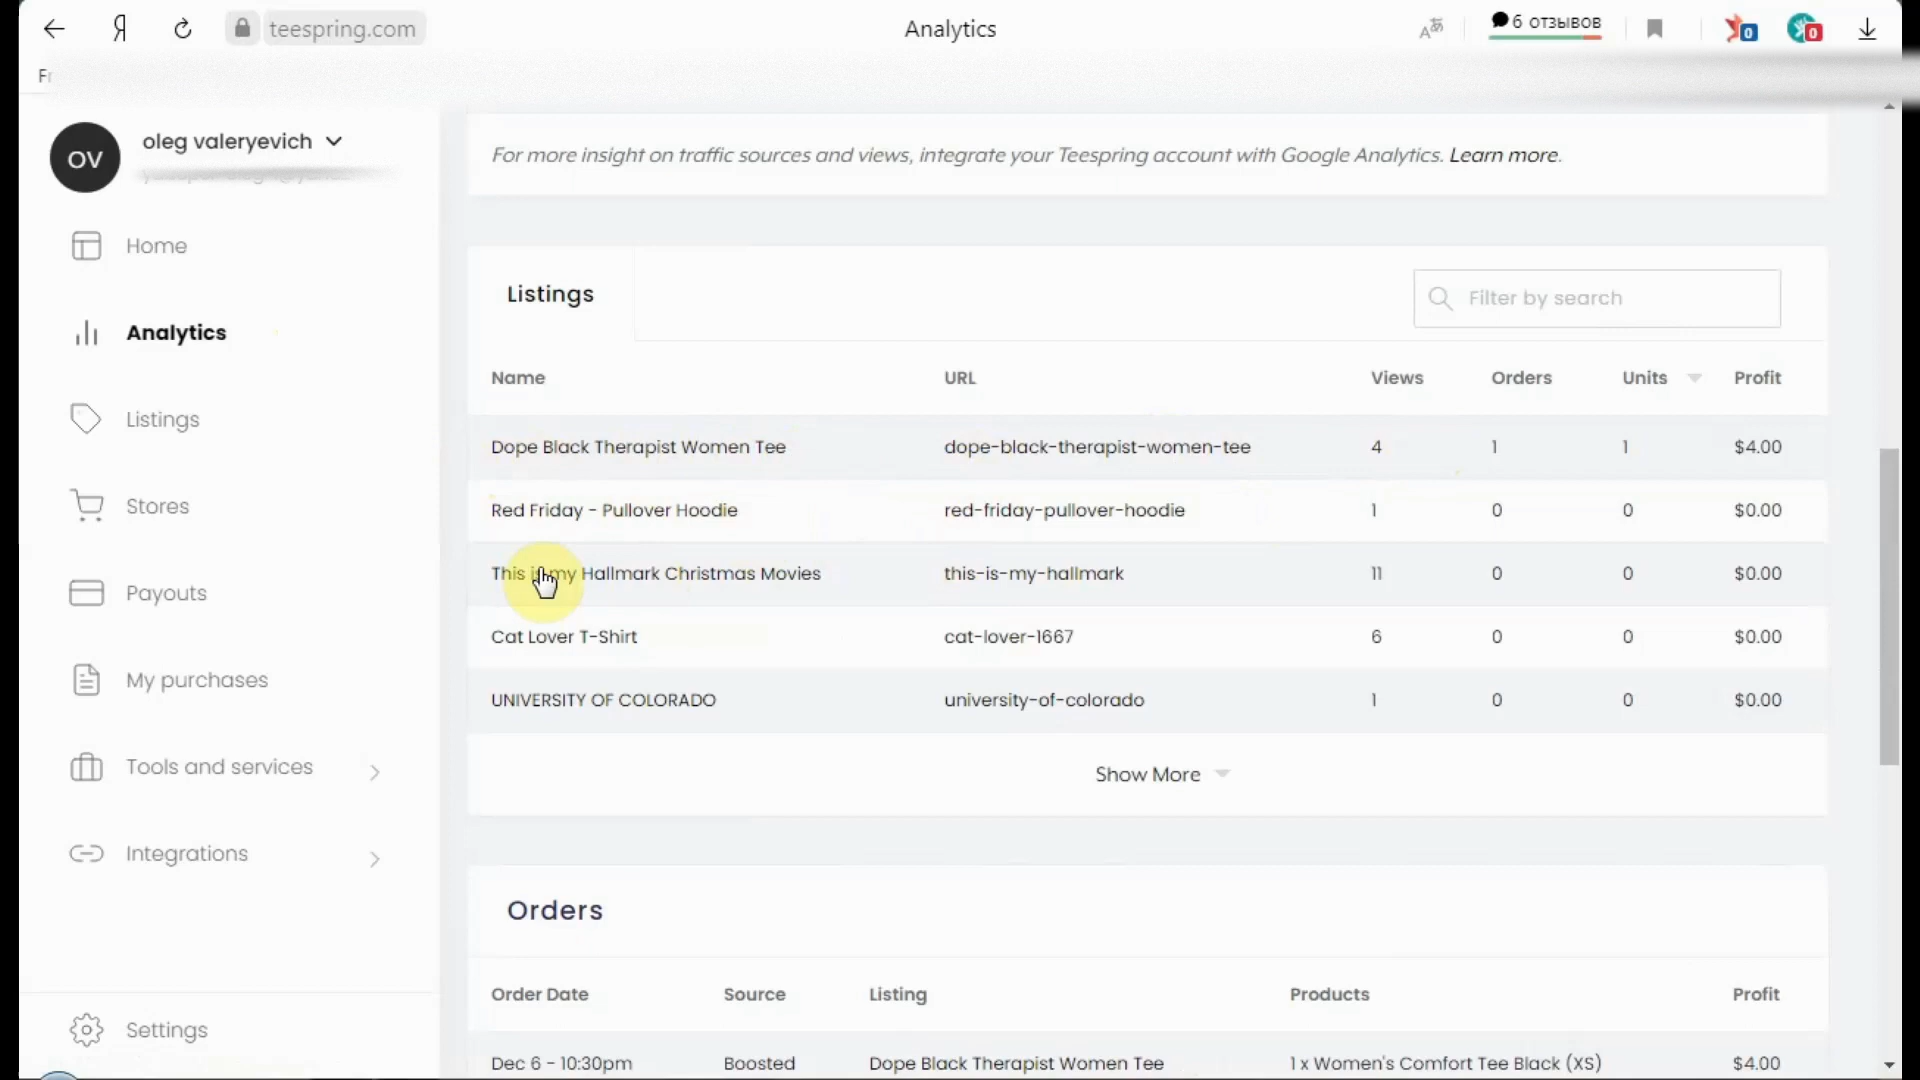 Я
teespring.com
Analytics
6 отзывов
0
0
Fr
OV
oleg valeryevich
Home
Analytics
Listings
Stores
Payouts
My purchases
Tools and services
Integrations
Settings
For more insight on traffic sources and views, integrate your Teespring account with Google Analytics. Learn more.
Listings
Filter by search
Name URL Views Orders Units Profit
Dope Black Therapist Women Tee dope-black-therapist-women-tee 4 1 1 $4.00
Red Friday - Pullover Hoodie red-friday-pullover-hoodie 1 0 0 $0.00
This is my Hallmark Christmas Movies this-is-my-hallmark 11 0 0 $0.00
Cat Lover T-Shirt cat-lover-1667 6 0 0 $0.00
UNIVERSITY OF COLORADO university-of-colorado 1 0 0 $0.00
Show More
Orders
Order Date Source Listing Products Profit
Dec 6 - 10:30pm Boosted Dope Black Therapist Women Tee 1 x Women's Comfort Tee Black (XS) $4.00